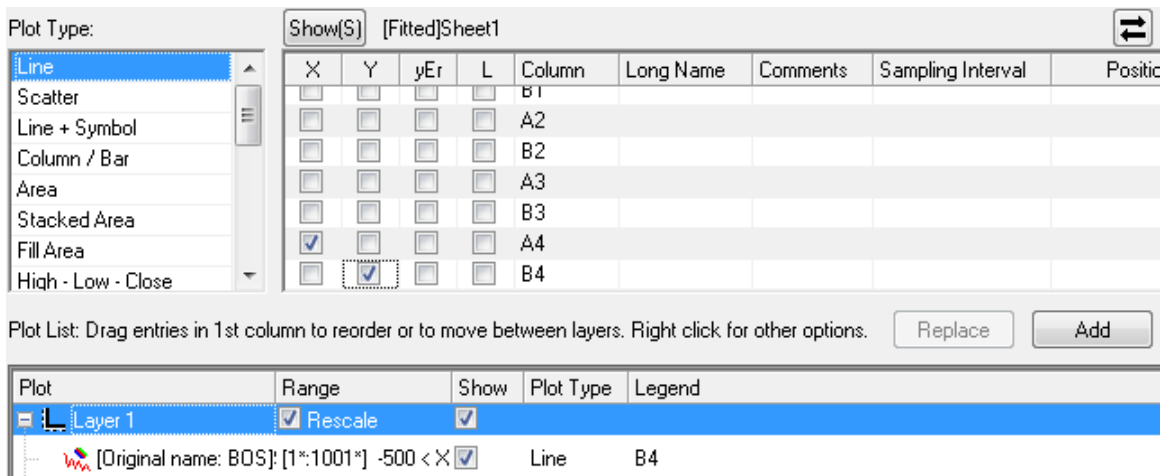 Plot Type: Show(S) [Fitted]Sheet1
Line
Scatter
Line + Symbol
Column / Bar
Area
Stacked Area
Fill Area
High - Low - Close
X Y yEr L Column Long Name Comments Sampling Interval Positio
B1
A2
B2
A3
B3
A4
B4
Plot List: Drag entries in 1st column to reorder or to move between layers. Right click for other options. Replace Add
Plot Range Show Plot Type Legend
Layer 1 Rescale
[Original name: BOS]! [1*:1001*] -500 < X Line B4